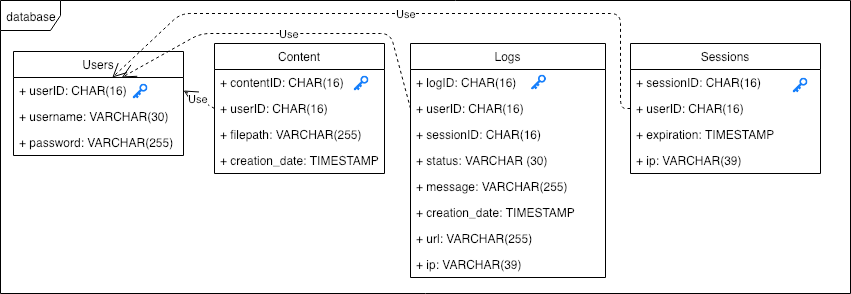 database
Use
Use
Use
Users
+ userID: CHAR(16)
+ username: VARCHAR(30)
+ password: VARCHAR(255)
Content
+ contentID: CHAR(16)
+ userID: CHAR(16)
+ filepath: VARCHAR(255)
+ creation_date: TIMESTAMP
Logs
+ logID: CHAR(16)
+ userID: CHAR(16)
+ sessionID: CHAR(16)
+ status: VARCHAR (30)
+ message: VARCHAR(255)
+ creation_date: TIMESTAMP
+ url: VARCHAR(255)
+ ip: VARCHAR(39)
Sessions
+ sessionID: CHAR(16)
+ userID: CHAR(16)
+ expiration: TIMESTAMP
+ ip: VARCHAR(39)